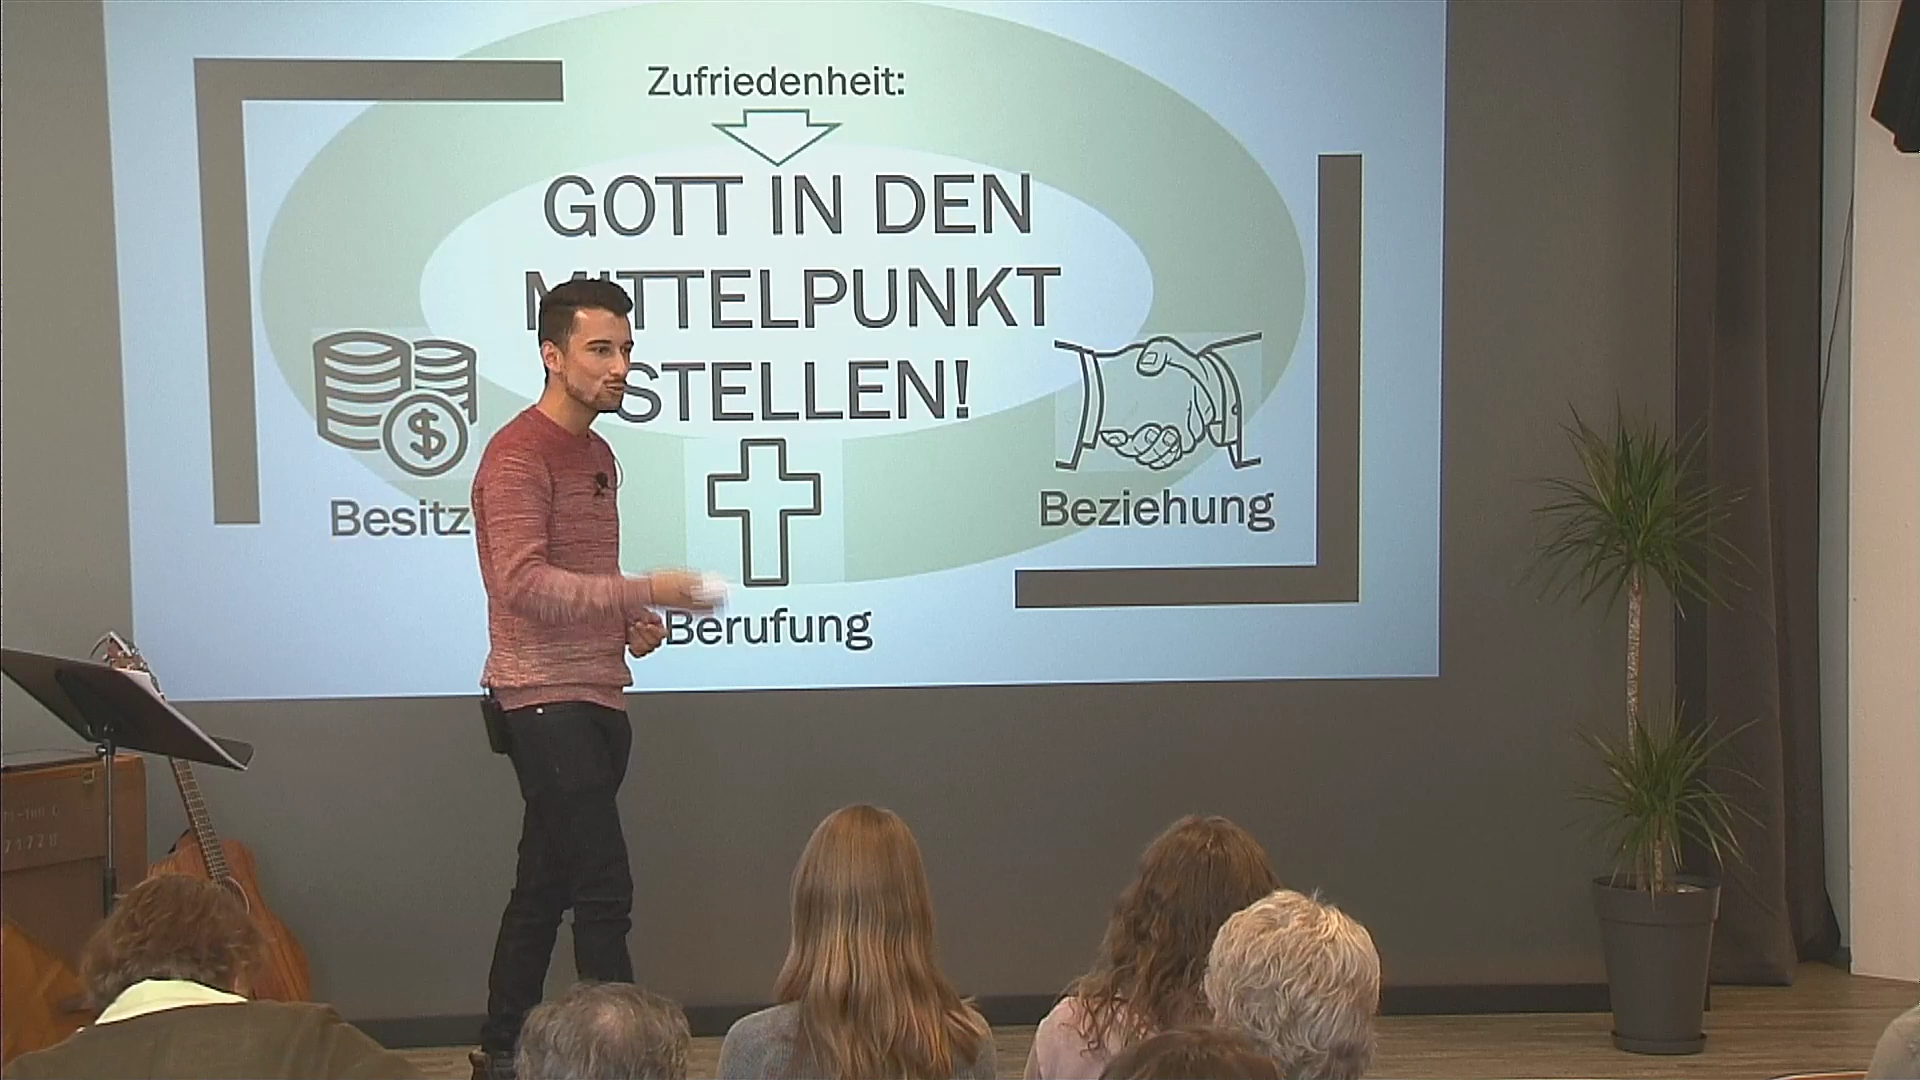 Zufriedenheit:
GOTT IN DEN
MITTELPUNKT
STELLEN!
Besitz
Beziehung
Berufung